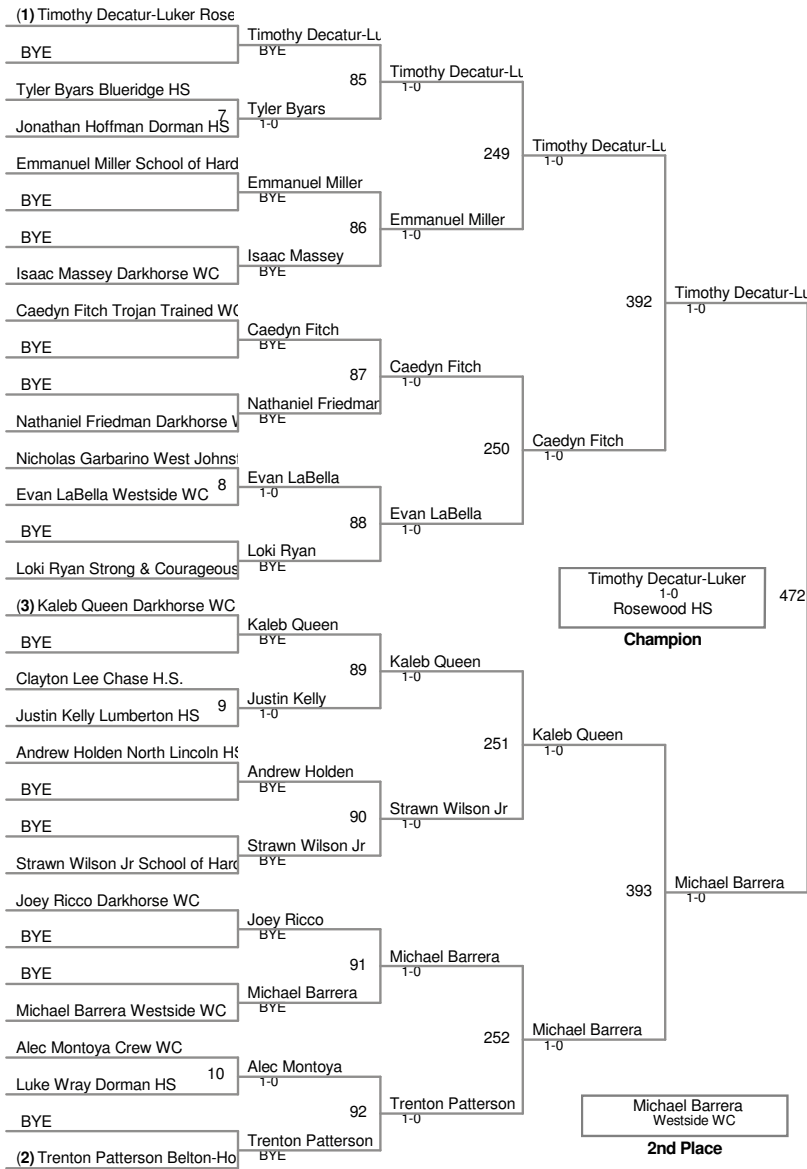 (1) Timothy Decatur-Luker Rose
BYE
Tyler Byars Blueridge HS
7
Jonathan Hoffman Dorman HS
Emmanuel Miller School of Hard
BYE
BYE
Isaac Massey Darkhorse WC
Caedyn Fitch Trojan Trained WC
BYE
BYE
Nathaniel Friedman Darkhorse W
Nicholas Garbarino West Johnst
Evan LaBella Westside WC 8
BYE
Loki Ryan Strong & Courageous
(3) Kaleb Queen Darkhorse WC
BYE
Clayton Lee Chase H.S.
Justin Kelly Lumberton HS 9
Andrew Holden North Lincoln HS
BYE
BYE
Strawn Wilson Jr School of Hard
Joey Ricco Darkhorse WC
BYE
BYE
Michael Barrera Westside WC
Alec Montoya Crew WC
10
Luke Wray Dorman HS
BYE
(2) Trenton Patterson Belton-Ho
Timothy Decatur-Lu
BYE
85
Tyler Byars
1-0
Emmanuel Miller
BYE
86
Isaac Massey
BYE
Caedyn Fitch
BYE
87
Nathaniel Friedman
BYE
Evan LaBella
1-0
88
Loki Ryan
BYE
Kaleb Queen
BYE
89
Justin Kelly
1-0
Andrew Holden
BYE
90
Strawn Wilson Jr
BYE
Joey Ricco
BYE
91
Michael Barrera
BYE
Alec Montoya
1-0
92
Trenton Patterson
BYE
Timothy Decatur-Lu
1-0
249
Emmanuel Miller
1-0
Caedyn Fitch
1-0
250
Evan LaBella
1-0
Kaleb Queen
1-0
251
Strawn Wilson Jr
1-0
Michael Barrera
1-0
252
Trenton Patterson
1-0
Timothy Decatur-Lu
1-0
392
Caedyn Fitch
1-0
Kaleb Queen
1-0
393
Michael Barrera
1-0
Timothy Decatur-Lu
1-0
Timothy Decatur-Luker
1-0
Rosewood HS
472
Champion
Michael Barrera
1-0
Michael Barrera
Westside WC
2nd Place